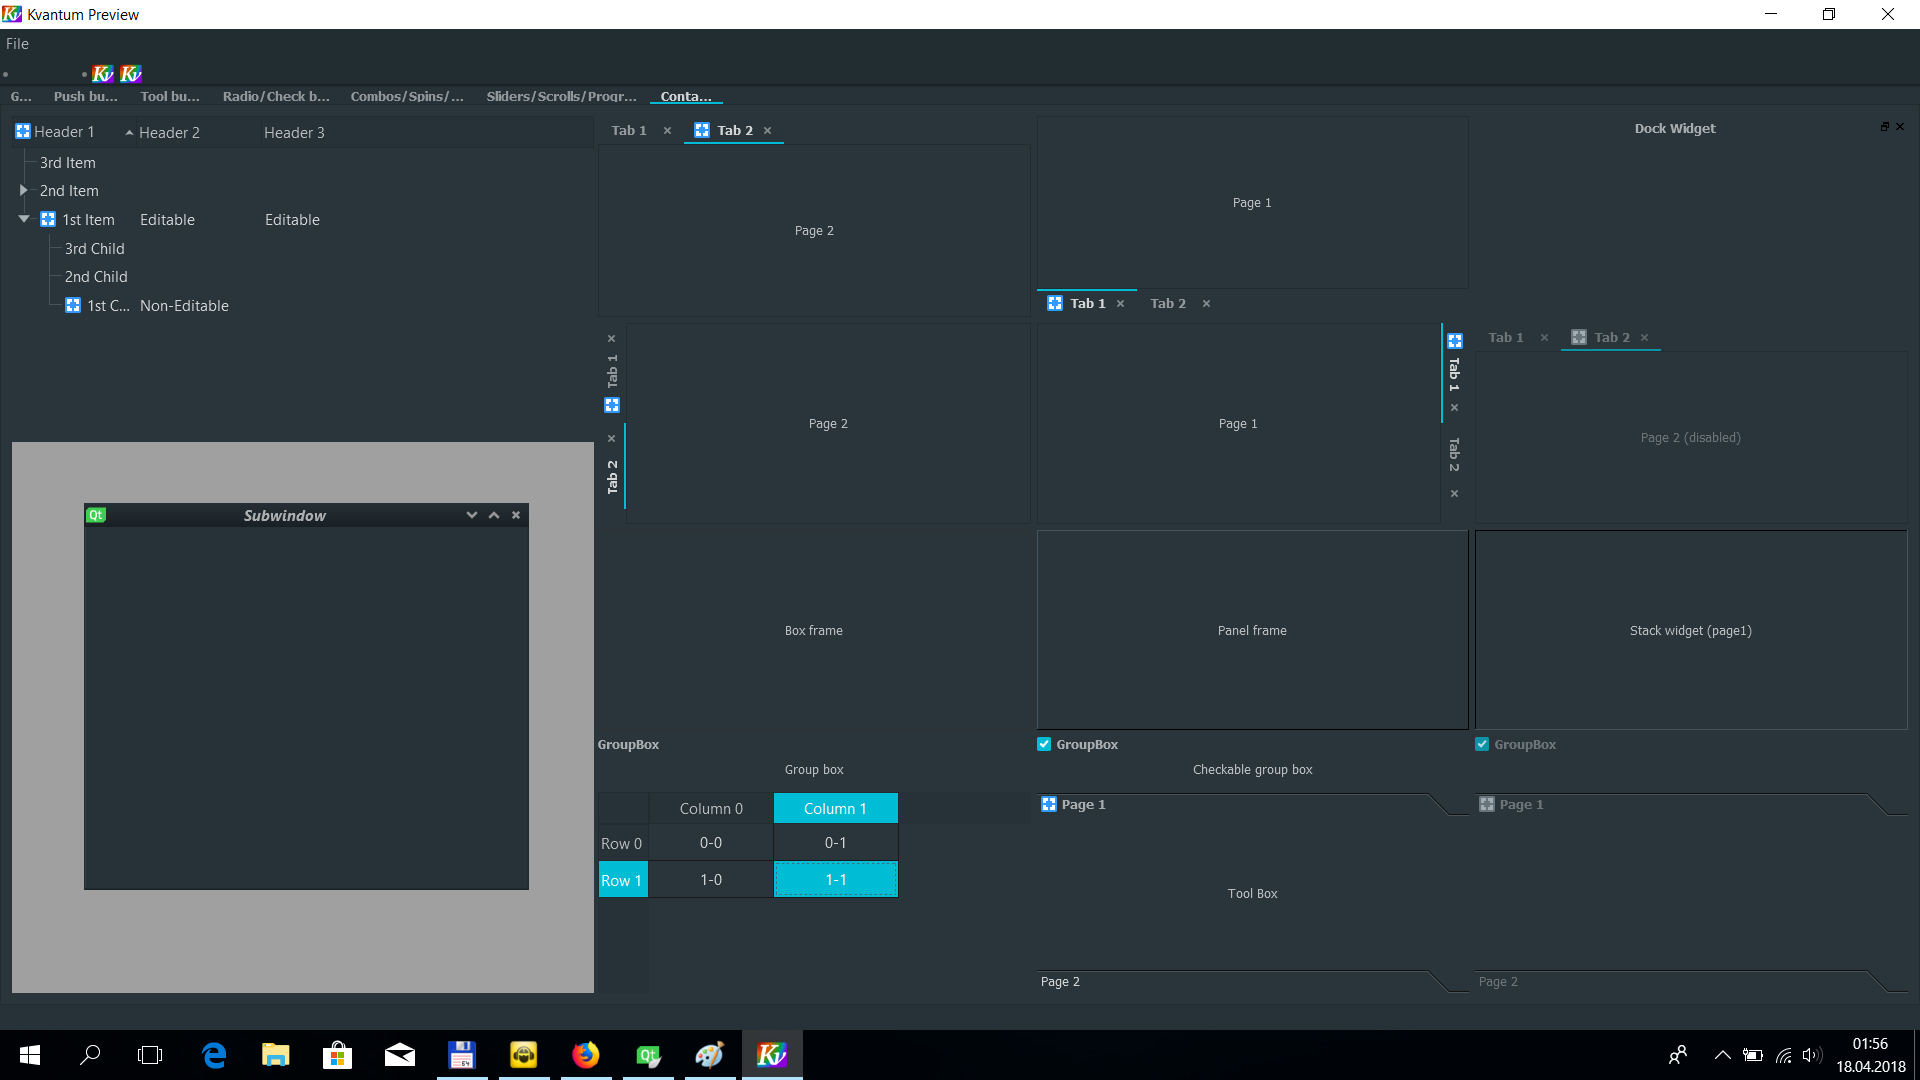 Kvantum Preview
File
G... Push bu... Tool bu... Radio/Check b... Combos/Spins/... Sliders/Scrolls/Progr... Conta...
Header 1 Header 2 Header 3
3rd Item
2nd Item
1st Item Editable Editable
3rd Child
2nd Child
1st C... Non-Editable
Qt Subwindow
Tab 1 Tab 2
Page 2
Page 1
Tab 1 Tab 2
Dock Widget
Tab 1
Tab 2
Page 2
Page 1
Tab 1
Tab 2
Tab 1 Tab 2
Page 2 (disabled)
Box frame
Panel frame
Stack widget (page1)
GroupBox
Group box
GroupBox
Checkable group box
GroupBox
Column 0 Column 1
Row 0 0-0 0-1
Row 1 1-0 1-1
Page 1
Tool Box
Page 2
Page 1
Page 2
64
Qt
Kv
01:56
18.04.2018